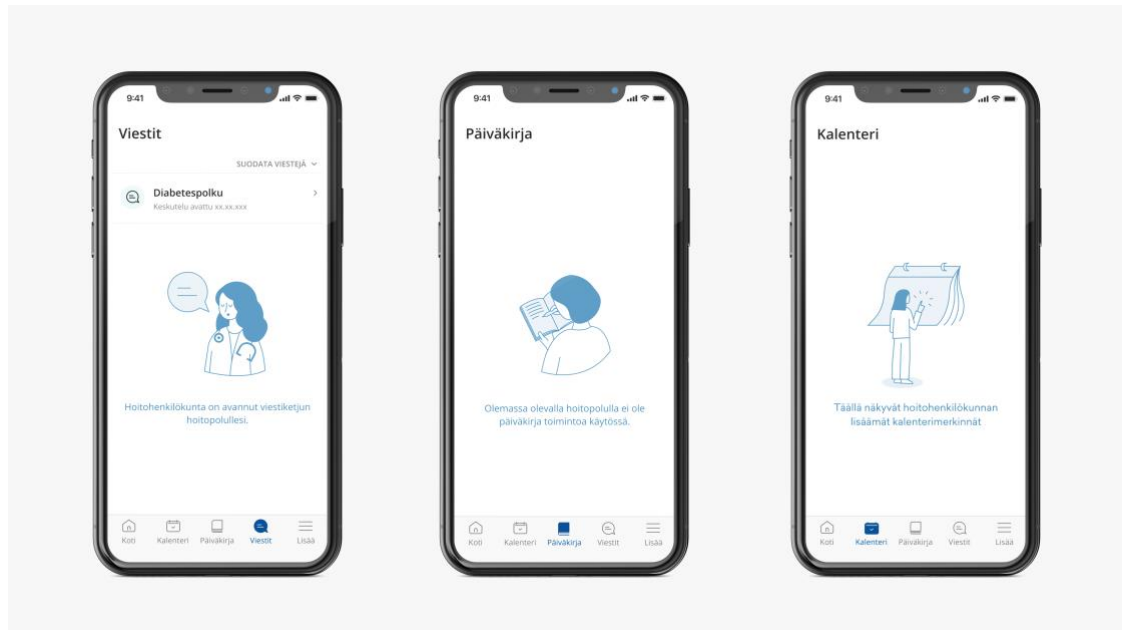 9:41
Viestit
SUODATA VIESTEJÄ
Diabetespolku
Keskutelu avattu xx.xx.xxx
Hoitohenkilökunta on avannut viestiketjun
hoitopolullesi.
Koti Kalenteri Päiväkirja Viestit Lisää
9:41
Päiväkirja
Olemassa olevalla hoitopolulla ei ole
päiväkirja toimintoa käytössä.
Koti Kalenteri Päiväkirja Viestit Lisää
9:41
Kalenteri
Täällä näkyvät hoitohenkilökunnan
lisäämät kalenterimerkinnät
Koti Kalenteri Päiväkirja Viestit Lisää